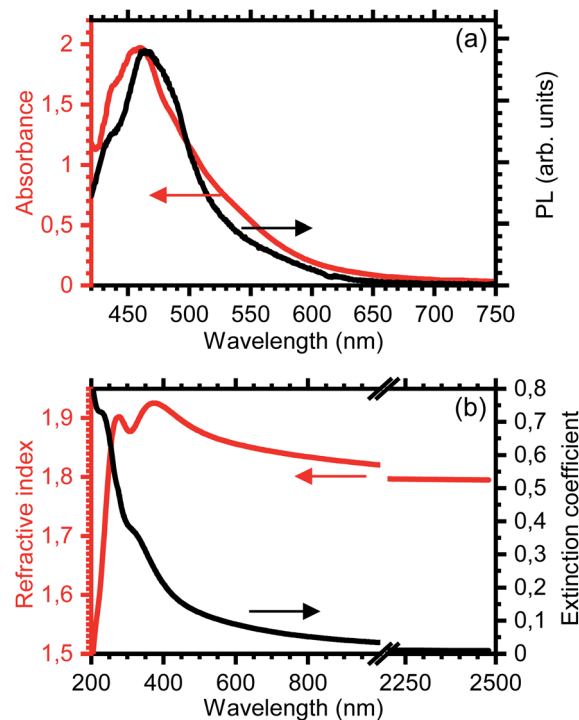 (a)
2
1,5
1
0,5
0
Absorbance
PL (arb. units)
450 500 550 600 650 700 750
Wavelength (nm)
(b)
1,9
1,8
1,7
1,6
1,5
Refractive index
0,8
0,7
0,6
0,5
0,4
0,3
0,2
0,1
0
Extinction coefficient
200 400 600 800 2250 2500
Wavelength (nm)